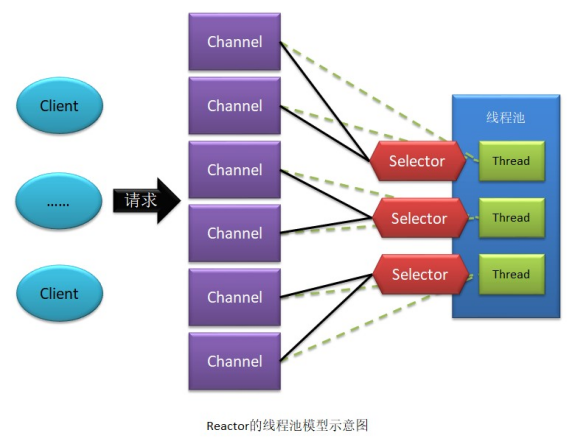 Channel
Client
Channel
线程池
Channel
Selector
Thread
......
请求
Channel
Selector
Thread
Client
Channel
Selector
Thread
Channel
Reactor的线程池模型示意图